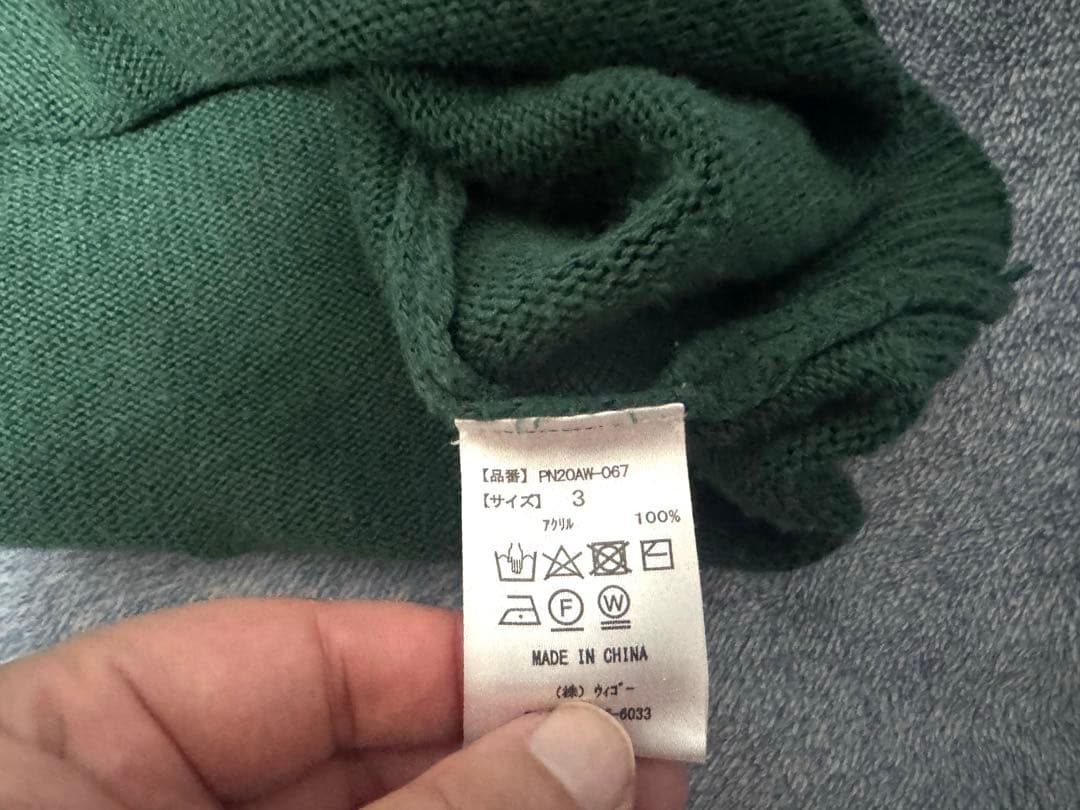 【品番】 PN20AW-067
【サイズ】 3
アクリル 100%
F W
MADE IN CHINA
(株) ウィゴー
-6033